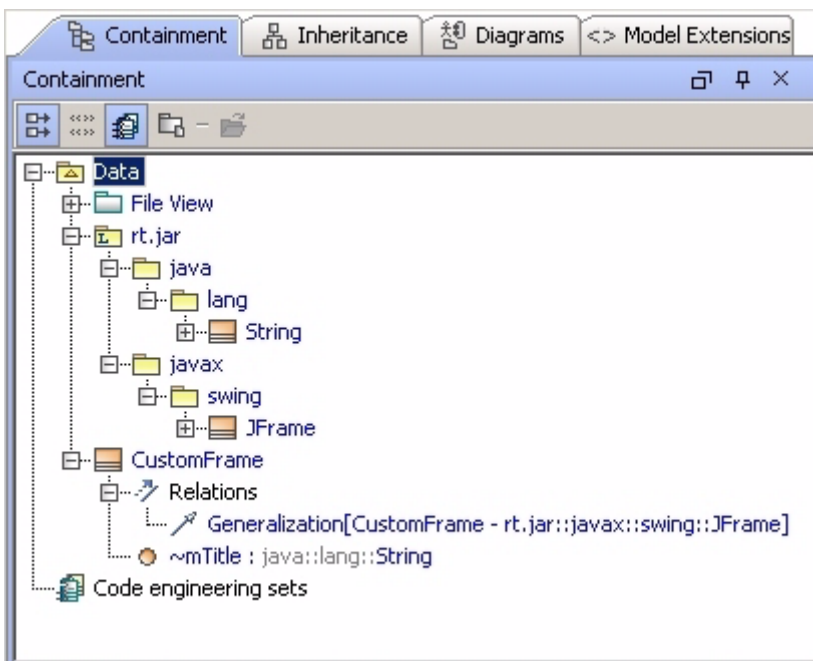 Containment Inheritance Diagrams <> Model Extensions
Containment
Data
File View
rt.jar
java
lang
String
javax
swing
JFrame
CustomFrame
Relations
Generalization[CustomFrame - rt.jar::javax::swing::JFrame]
~mTitle : java::lang::String
Code engineering sets